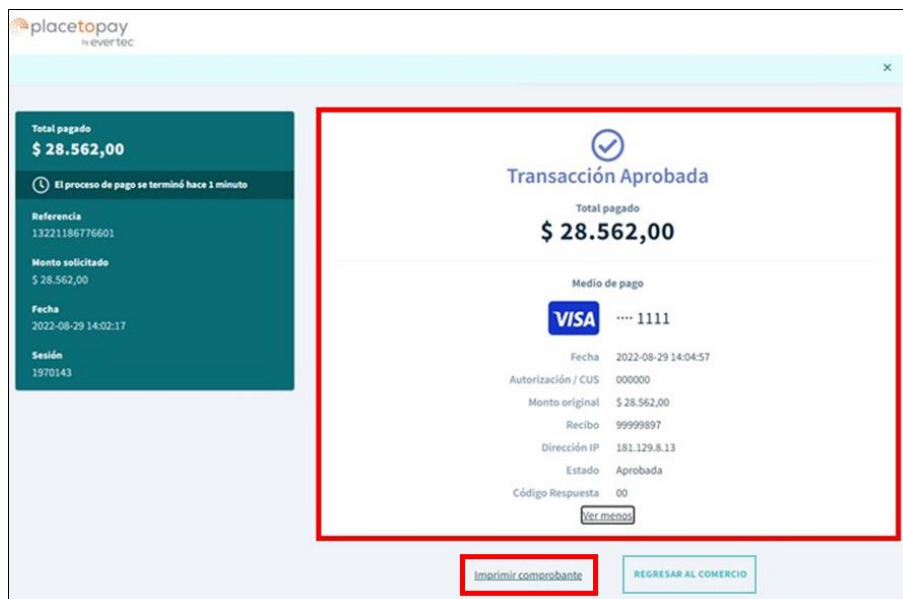 placetopay
by evertec
×
Total pagado
$ 28.562,00
El proceso de pago se terminó hace 1 minuto
Referencia
13221186776601
Monto solicitado
$ 28.562,00
Fecha
2022-08-29 14:02:17
Sesión
1970143
Transacción Aprobada
Total pagado
$ 28.562,00
Medio de pago
VISA ···· 1111
Fecha 2022-08-29 14:04:57
Autorización / CUS 000000
Monto original $ 28.562,00
Recibo 99999897
Dirección IP 181.129.8.13
Estado Aprobada
Código Respuesta 00
Ver menos
Imprimir comprobante
REGRESAR AL COMERCIO